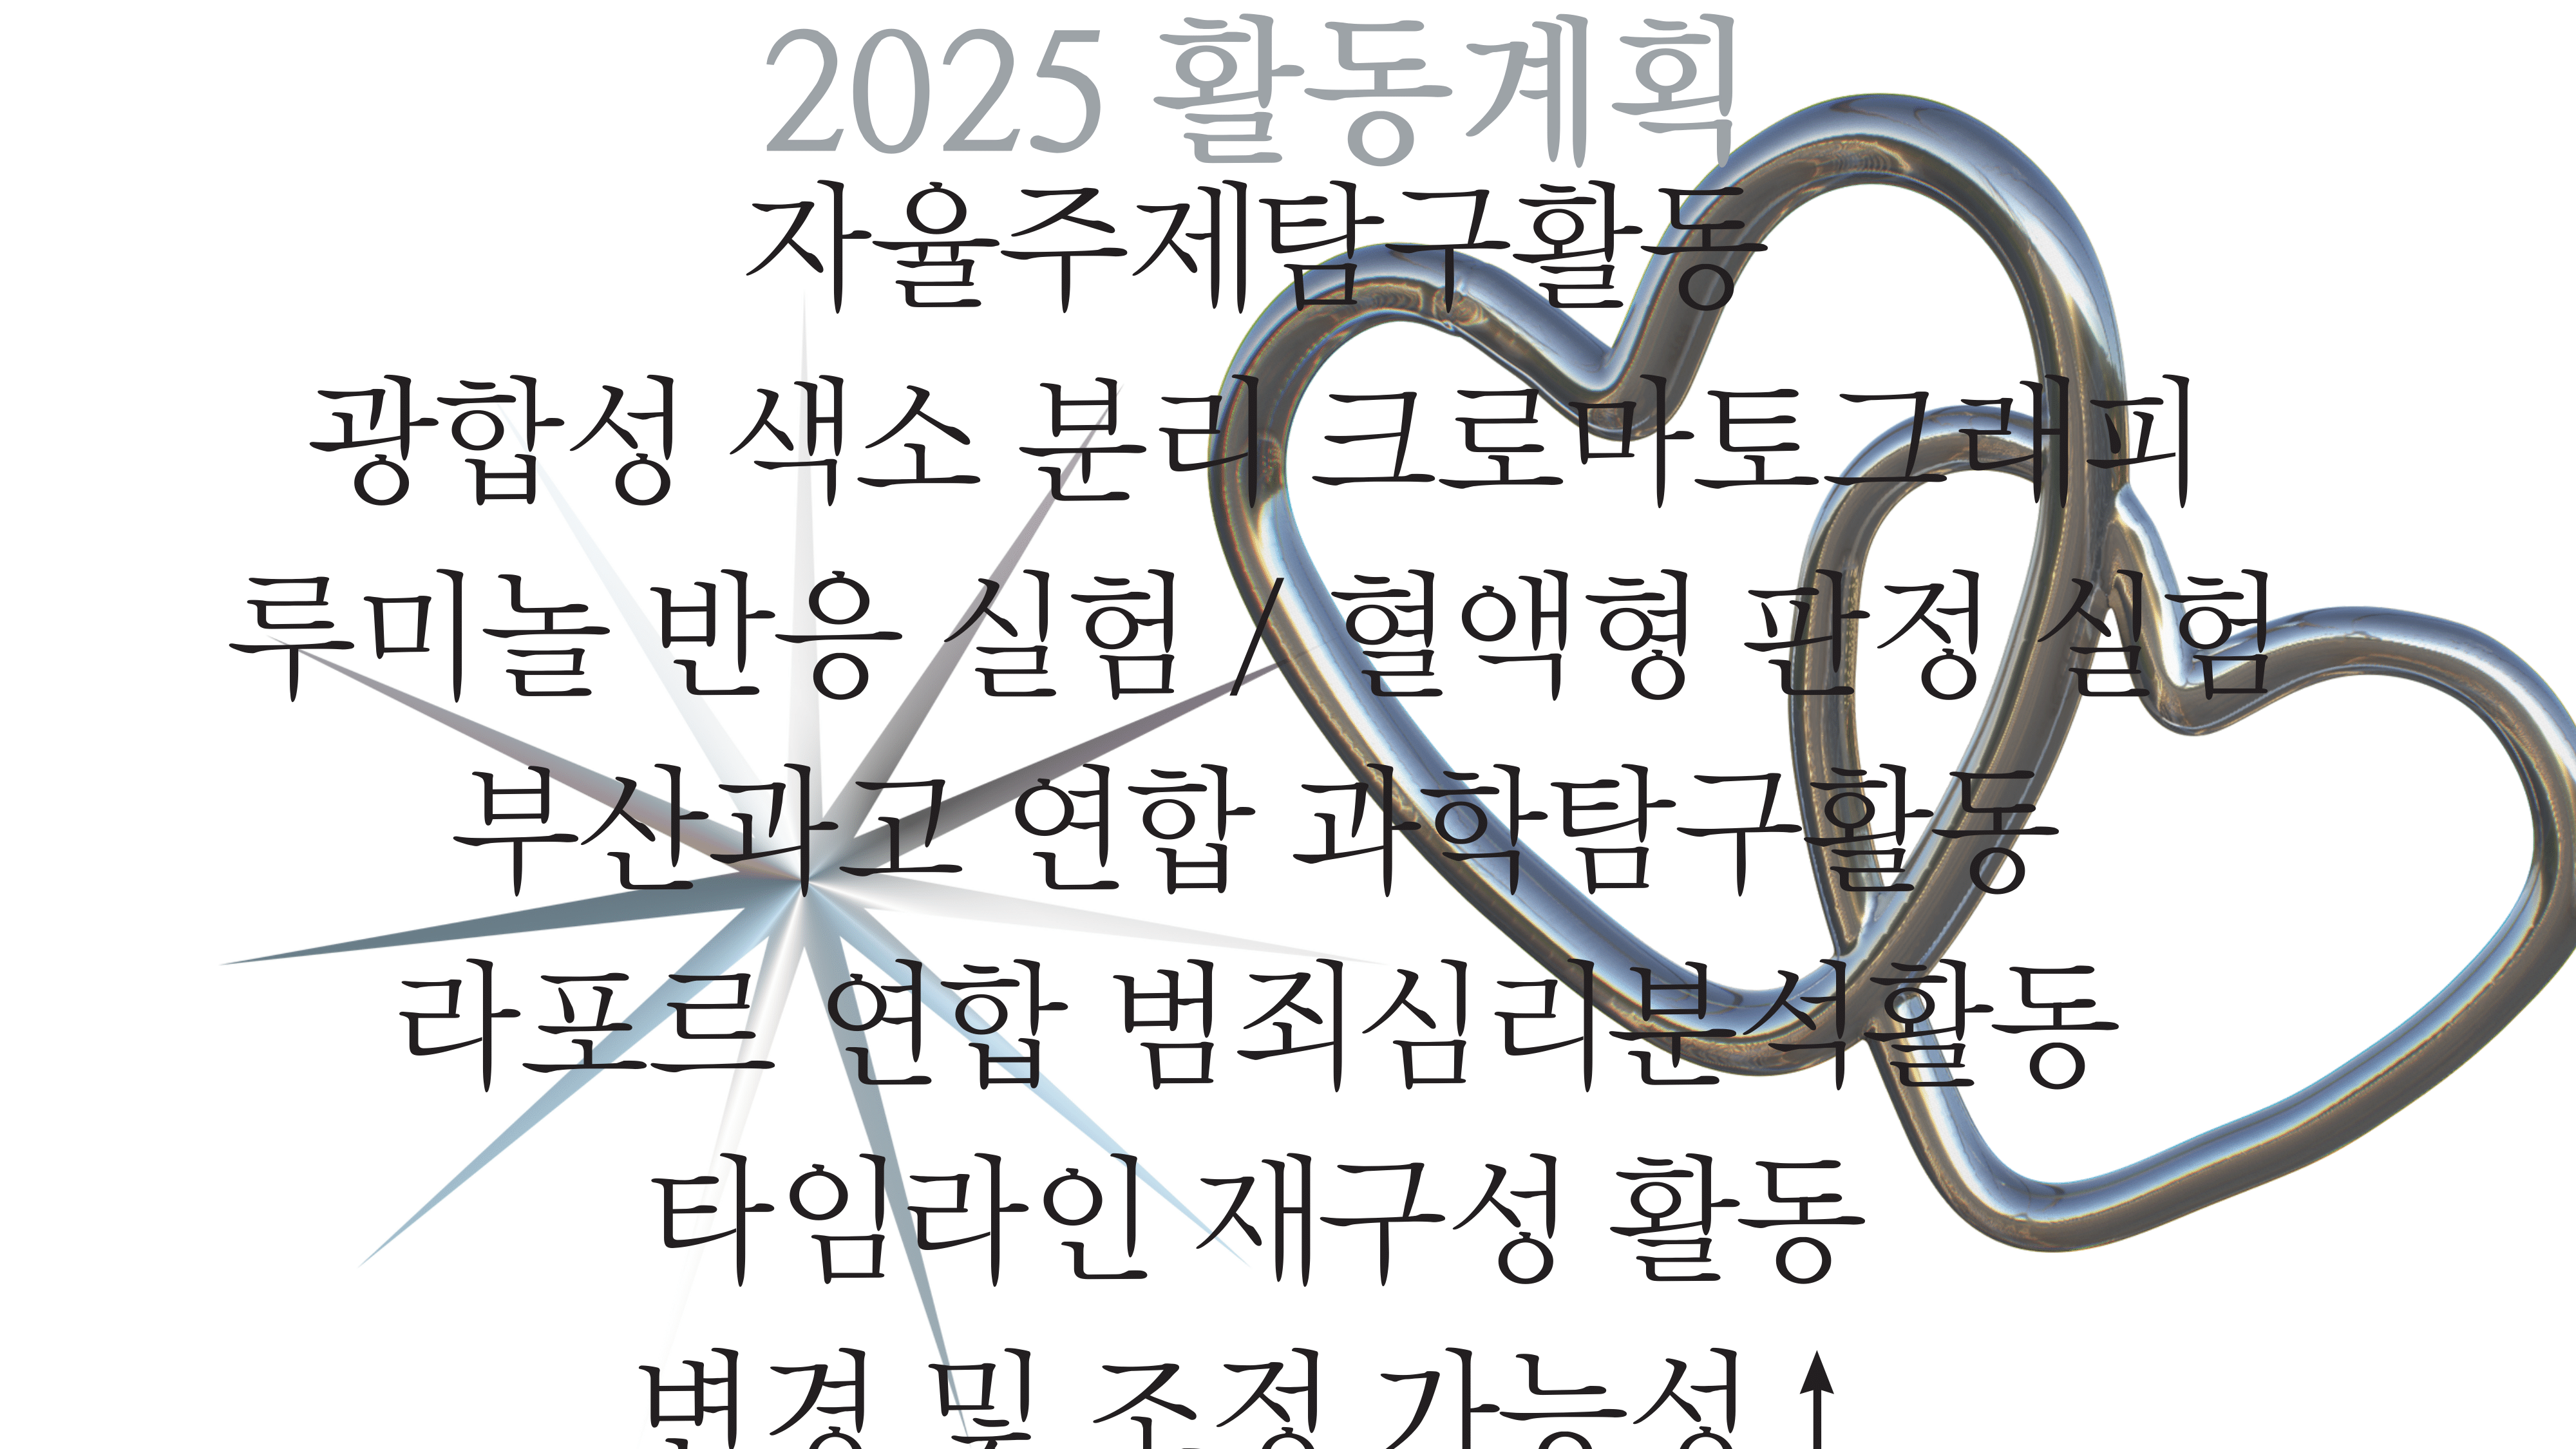 2025 활동계획
자율주제탐구활동
광합성 색소 분리 크로마토그래피
루미놀 반응 실험 / 혈액형 판정 실험
부산과고 연합 과학탐구활동
라포르 연합 범죄심리분석활동
타임라인 재구성 활동
변경 및 조정 가능성 ↑